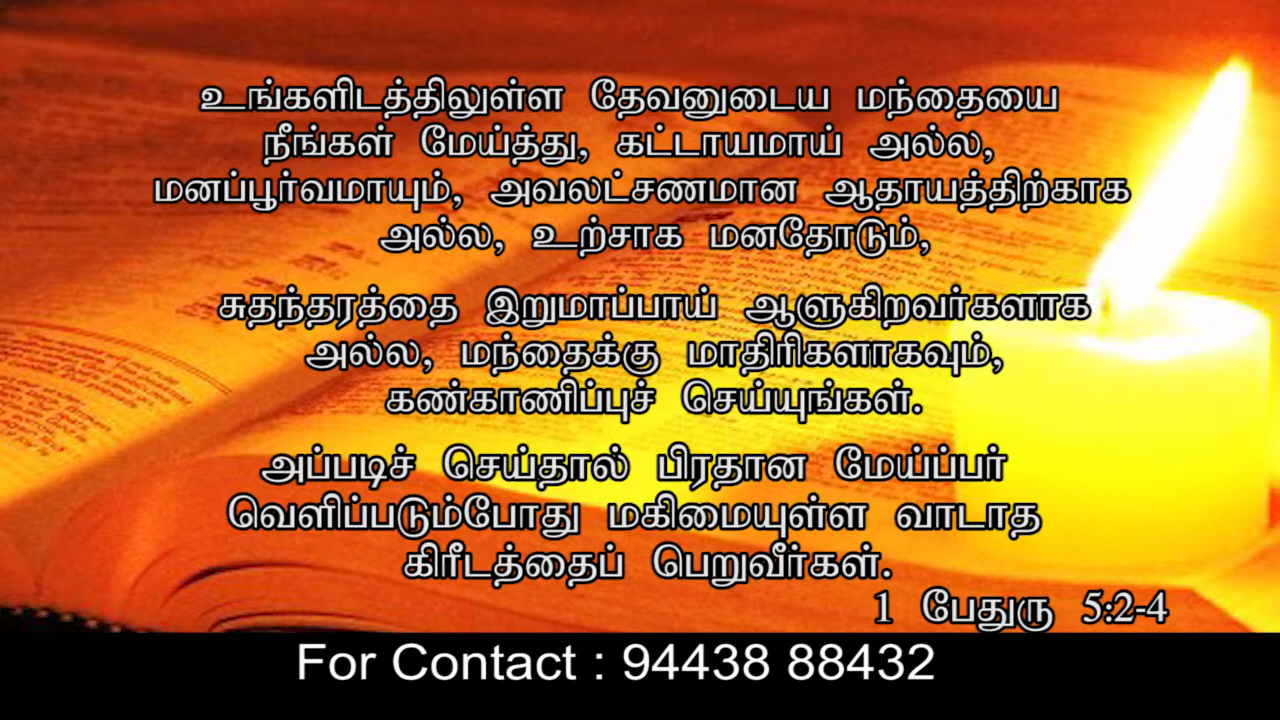 உங்களிடத்திலுள்ள தேவனுடைய மந்தையை
நீங்கள் மேய்த்து, கட்டாயமாய் அல்ல,
மனப்பூர்வமாயும், அவலட்சணமான ஆதாயத்திற்காக
அல்ல, உற்சாக மனதோடும்,
சுதந்தரத்தை இறுமாப்பாய் ஆளுகிறவர்களாக
அல்ல, மந்தைக்கு மாதிரிகளாகவும்,
கண்காணிப்புச் செய்யுங்கள்.
அப்படிச் செய்தால் பிரதான மேய்ப்பர்
வெளிப்படும்போது மகிமையுள்ள வாடாத
கிரீடத்தைப் பெறுவீர்கள்.
1 பேதுரு 5:2-4
For Contact : 94438 88432